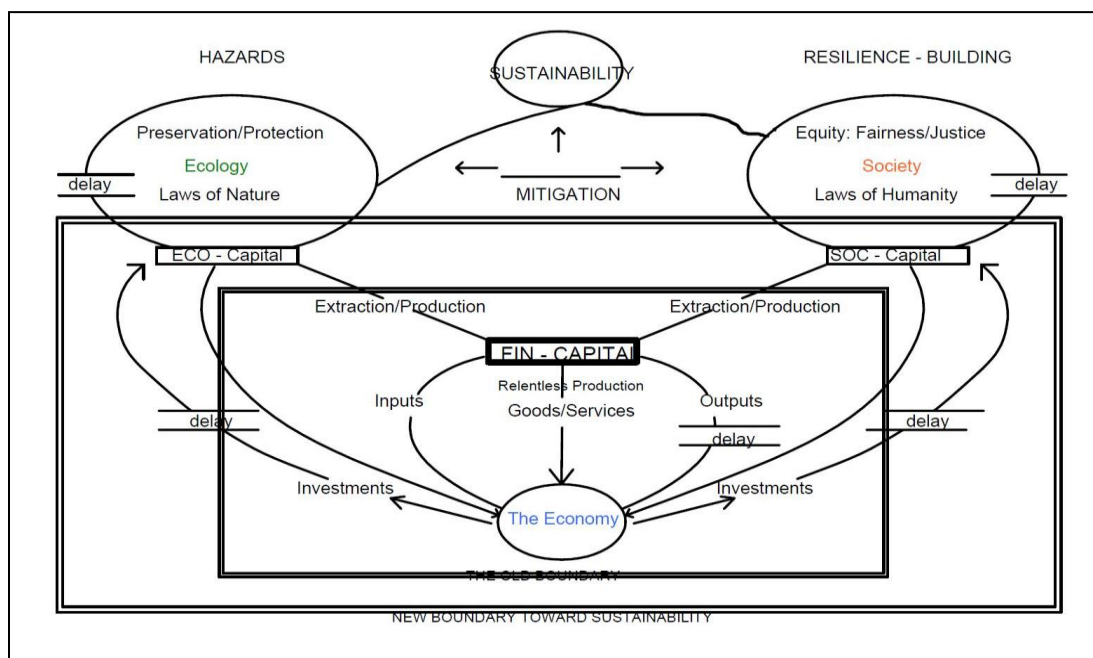 HAZARDS
SUSTAINABILITY
RESILIENCE - BUILDING
Preservation/Protection
Ecology
Laws of Nature
delay
MITIGATION
Equity: Fairness/Justice
Society
Laws of Humanity
delay
ECO - Capital
SOC - Capital
Extraction/Production
Extraction/Production
FIN - CAPITAL
Relentless Production
Inputs
Goods/Services
Outputs
delay
delay
delay
Investments
Investments
The Economy
THE OLD BOUNDARY
NEW BOUNDARY TOWARD SUSTAINABILITY